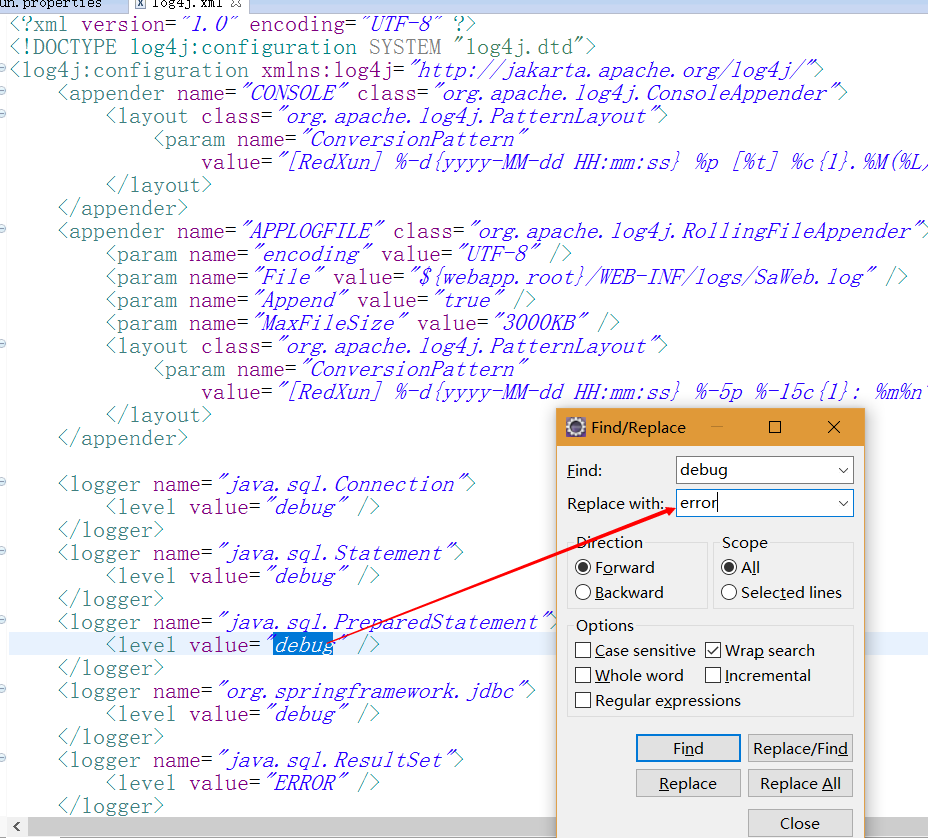 un.properties
log4j.xml
<?xml version="1.0" encoding="UTF-8" ?>
<!DOCTYPE log4j:configuration SYSTEM "log4j.dtd">
<log4j:configuration xmlns:log4j="http://jakarta.apache.org/log4j/">
<appender name="CONSOLE" class="org.apache.log4j.ConsoleAppender">
<layout class="org.apache.log4j.PatternLayout">
<param name="ConversionPattern"
value="[RedXun] %-d{yyyy-MM-dd HH:mm:ss} %p [%t] %c{1}.%M(%L)
</layout>
</appender>
<appender name="APPLOGFILE" class="org.apache.log4j.RollingFileAppender">
<param name="encoding" value="UTF-8" />
<param name="File" value="${webapp.root}/WEB-INF/logs/SaWeb.log" />
<param name="Append" value="true" />
<param name="MaxFileSize" value="3000KB" />
<layout class="org.apache.log4j.PatternLayout">
<param name="ConversionPattern"
value="[RedXun] %-d{yyyy-MM-dd HH:mm:ss} %-5p %-15c{1}: %m%n"
</layout>
</appender>
<logger name="java.sql.Connection">
<level value="debug" />
</logger>
<logger name="java.sql.Statement">
<level value="debug" />
</logger>
<logger name="java.sql.PreparedStatement">
<level value="debug" />
</logger>
<logger name="org.springframework.jdbc">
<level value="debug" />
</logger>
<logger name="java.sql.ResultSet">
<level value="ERROR" />
</logger>
Find/Replace
Find: debug
Replace with: error
Direction
Forward
Backward
Scope
All
Selected lines
Options
Case sensitive
Wrap search
Whole word
Incremental
Regular expressions
Find
Replace/Find
Replace
Replace All
Close